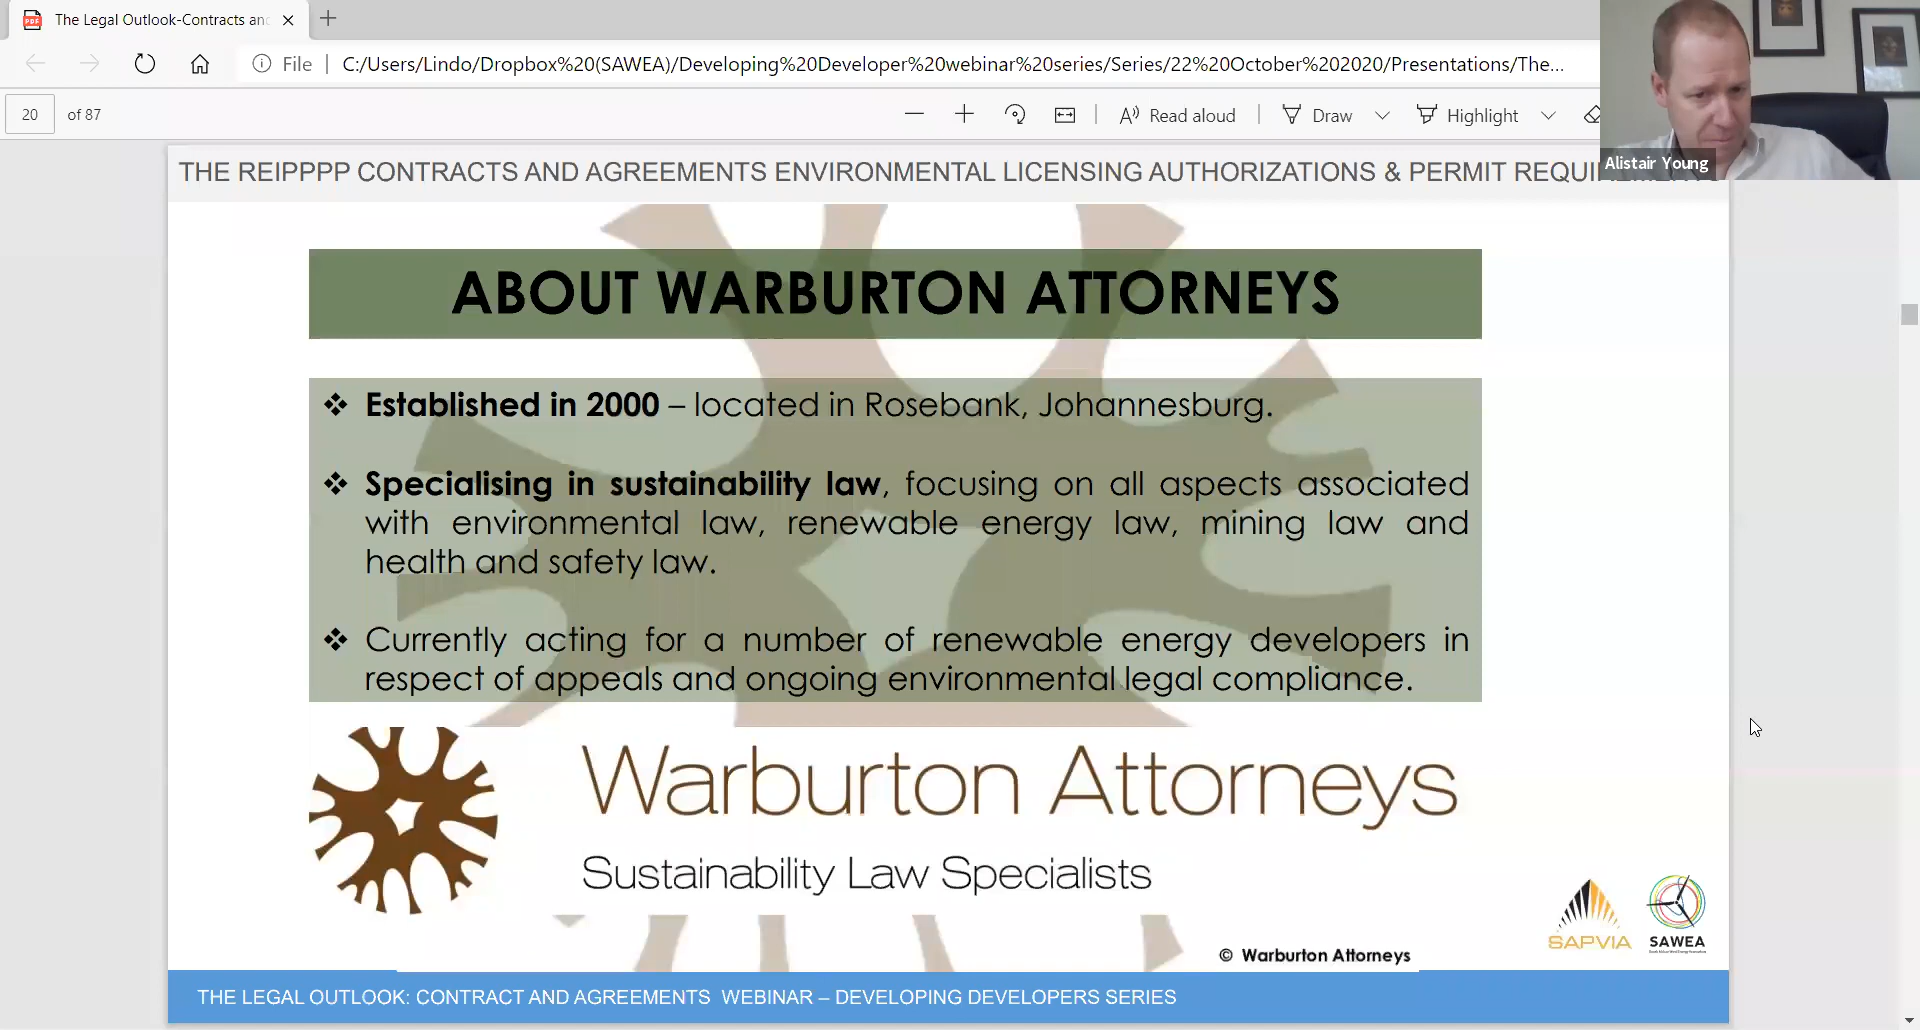 The Legal Outlook-Contracts and
File
C:/Users/Lindo/Dropbox%20(SAWEA)/Developing%20Developer%20webinar%20series/Series/22%20October%202020/Presentations/The...
20 of 87
Read aloud
Draw
Highlight
Alistair Young
THE REIPPPP CONTRACTS AND AGREEMENTS ENVIRONMENTAL LICENSING AUTHORIZATIONS & PERMIT
ABOUT WARBURTON ATTORNEYS
❖ Established in 2000 – located in Rosebank, Johannesburg.
❖ Specialising in sustainability law, focusing on all aspects associated
with environmental law, renewable energy law, mining law and
health and safety law.
❖ Currently acting for a number of renewable energy developers in
respect of appeals and ongoing environmental legal compliance.
Warburton Attorneys
Sustainability Law Specialists
SAPVIA
SAWEA
© Warburton Attorneys
THE LEGAL OUTLOOK: CONTRACT AND AGREEMENTS WEBINAR – DEVELOPING DEVELOPERS SERIES